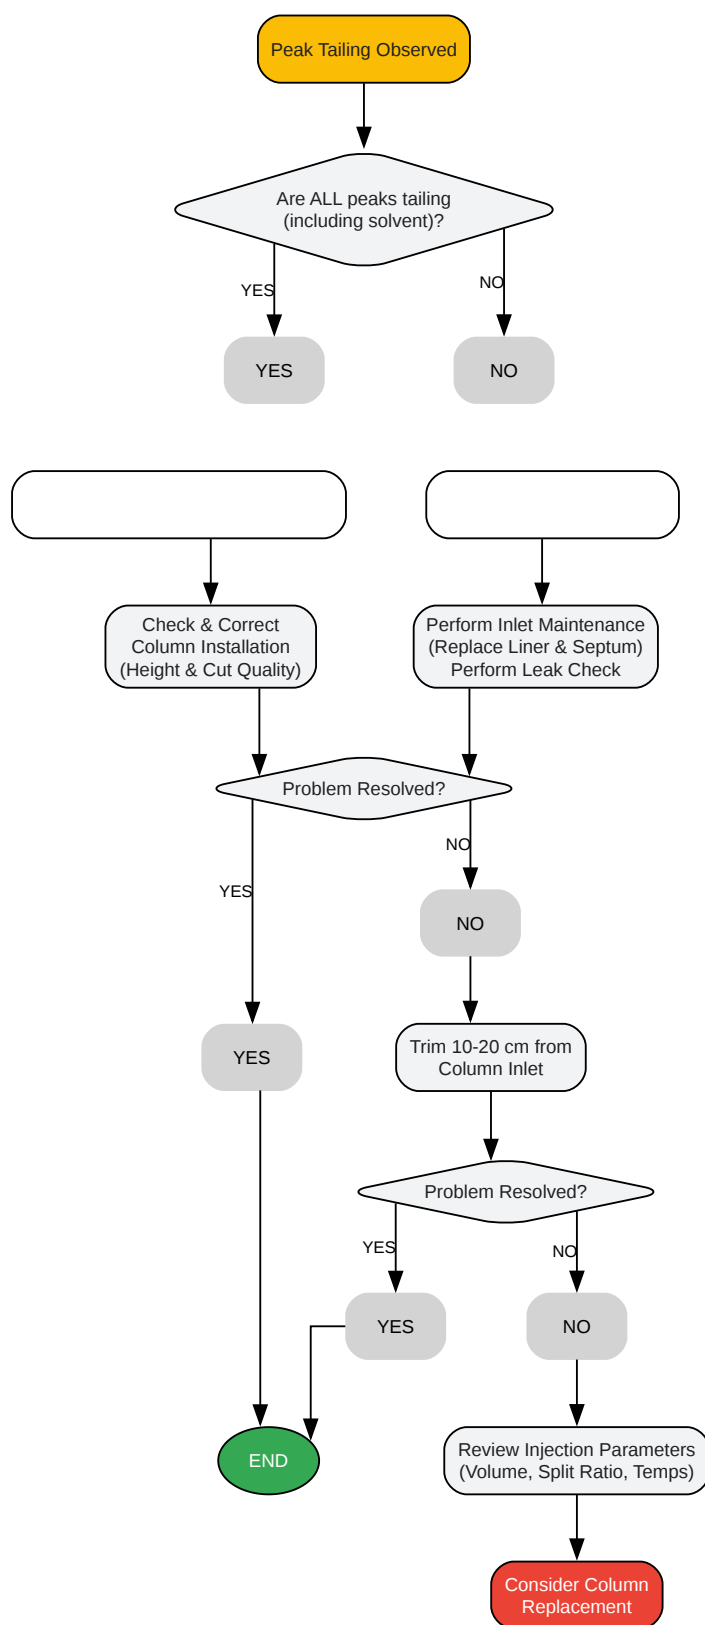 Peak Tailing Observed
Are ALL peaks tailing
(including solvent)?
YES
NO
YES
NO
Check & Correct
Column Installation
(Height & Cut Quality)
Perform Inlet Maintenance
(Replace Liner & Septum)
Perform Leak Check
Problem Resolved?
NO
YES
NO
YES
Trim 10-20 cm from
Column Inlet
Problem Resolved?
YES
NO
YES
NO
END
Review Injection Parameters
(Volume, Split Ratio, Temps)
Consider Column
Replacement